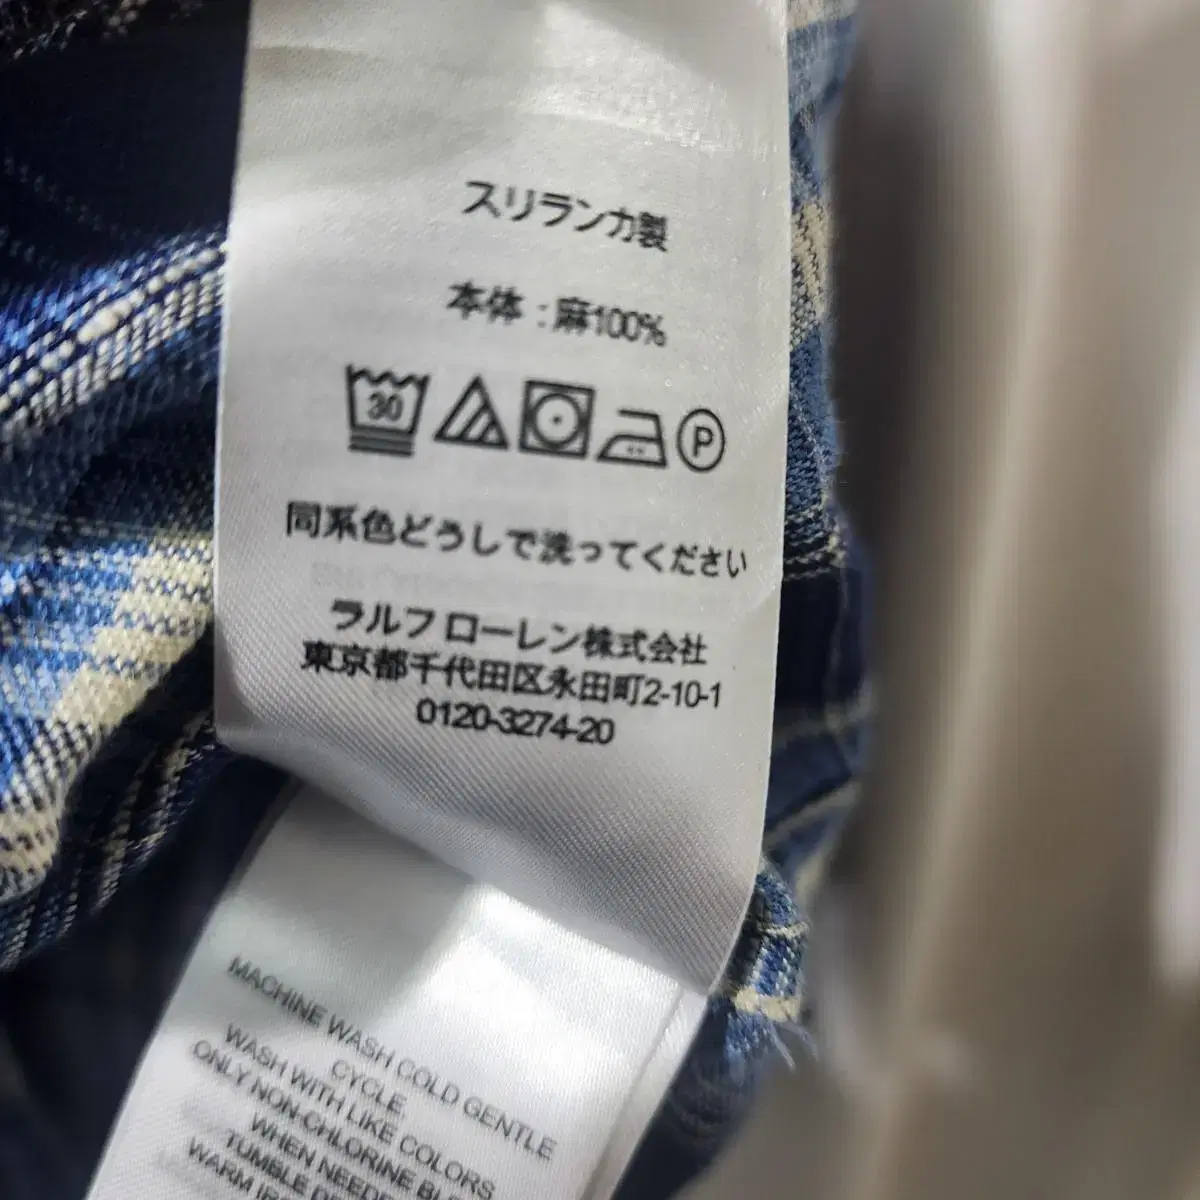 スリランカ製
本体:麻100%
30
P
同系色どうしで洗ってください
ラルフ ローレン株式会社
東京都千代田区永田町2-10-1
0120-3274-20
MACHINE WASH COLD GENTLE
CYCLE
WASH WITH LIKE COLORS
ONLY NON-CHLORINE
WHEN
TUMBLE
WARM